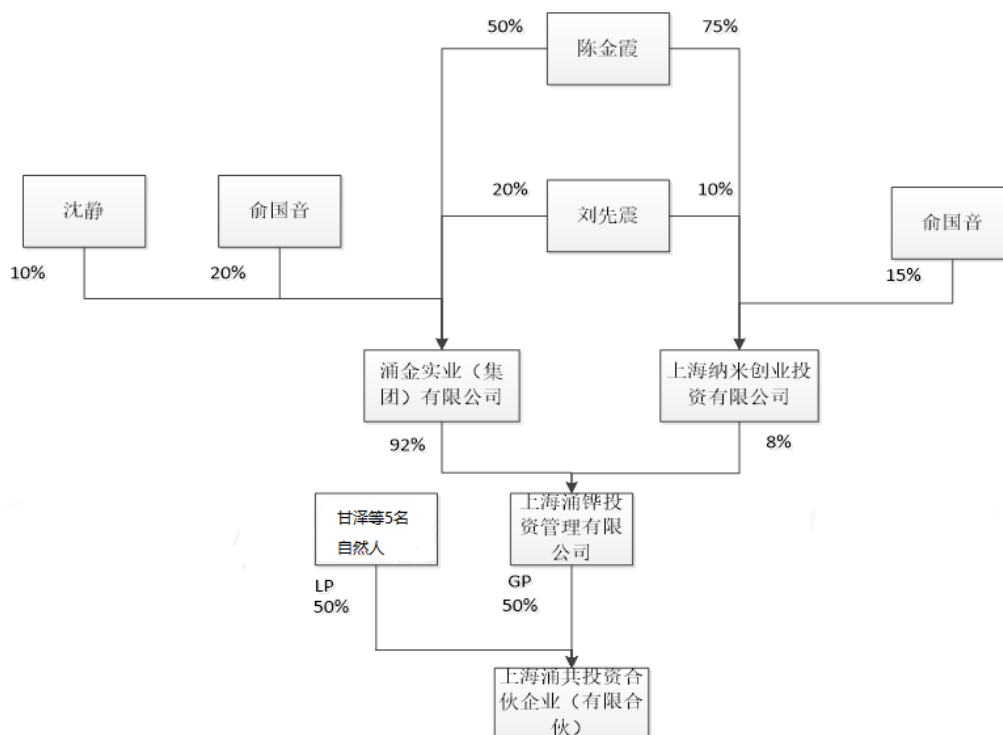 50%
陈金霞
75%
20%
刘先震
10%
沈静
俞国音
俞国音
10%
20%
15%
涌金实业（集
团）有限公司
上海纳米创业投
资有限公司
92%
8%
甘泽等5名
自然人
上海涌铧投
资管理有限
公司
LP
50%
GP
50%
上海涌共投资合
伙企业（有限合
伙）